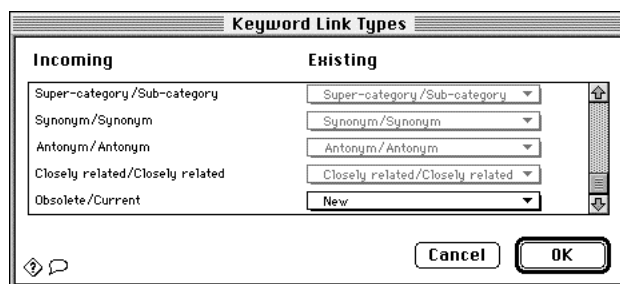 Keyword Link Types
Incoming Existing
Super-category/Sub-category Super-category/Sub-category
Synonym/Synonym Synonym/Synonym
Antonym/Antonym Antonym/Antonym
Closely related/Closely related Closely related/Closely related
Obsolete/Current New
? Cancel OK